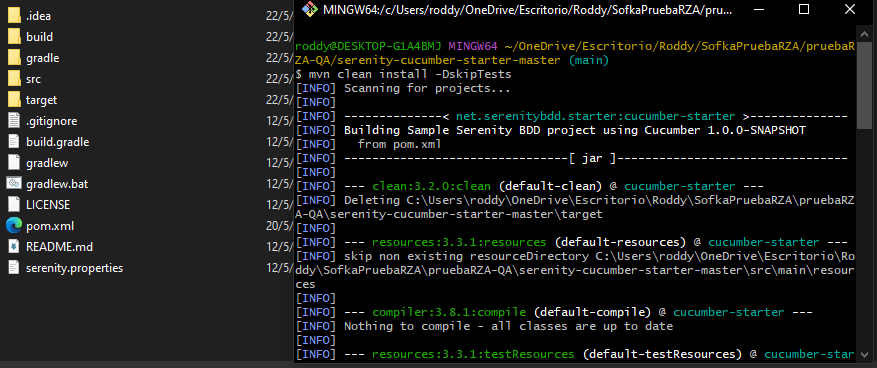 .idea 22/5/
build 22/5/
gradle 22/5/
src 22/5/
target 22/5/
.gitignore 12/5/
build.gradle 12/5/
gradlew 12/5/
gradlew.bat 12/5/
LICENSE 12/5/
pom.xml 20/5/
README.md 12/5/
serenity.properties 12/5/
MINGW64:/c/Users/roddy/OneDrive/Escritorio/Roddy/SofkaPruebaRZA/pru...
roddy@DESKTOP-G1A4BMJ MINGW64 ~/OneDrive/Escritorio/Roddy/SofkaPruebaRZA/pruebaR
ZA-QA/serenity-cucumber-starter-master (main)
$ mvn clean install -DskipTests
[INFO] Scanning for projects...
[INFO]
[INFO] --------------< net.serenitybdd.starter:cucumber-starter >--------------
[INFO] Building Sample Serenity BDD project using Cucumber 1.0.0-SNAPSHOT
[INFO]   from pom.xml
[INFO] --------------------------------[ jar ]---------------------------------
[INFO]
[INFO] --- clean:3.2.0:clean (default-clean) @ cucumber-starter ---
[INFO] Deleting C:\Users\roddy\OneDrive\Escritorio\Roddy\SofkaPruebaRZA\pruebaRZ
A-QA\serenity-cucumber-starter-master\target
[INFO]
[INFO] --- resources:3.3.1:resources (default-resources) @ cucumber-starter ---
[INFO] skip non existing resourceDirectory C:\Users\roddy\OneDrive\Escritorio\Ro
ddy\SofkaPruebaRZA\pruebaRZA-QA\serenity-cucumber-starter-master\src\main\resour
ces
[INFO]
[INFO] --- compiler:3.8.1:compile (default-compile) @ cucumber-starter ---
[INFO] Nothing to compile - all classes are up to date
[INFO]
[INFO] --- resources:3.3.1:testResources (default-testResources) @ cucumber-star